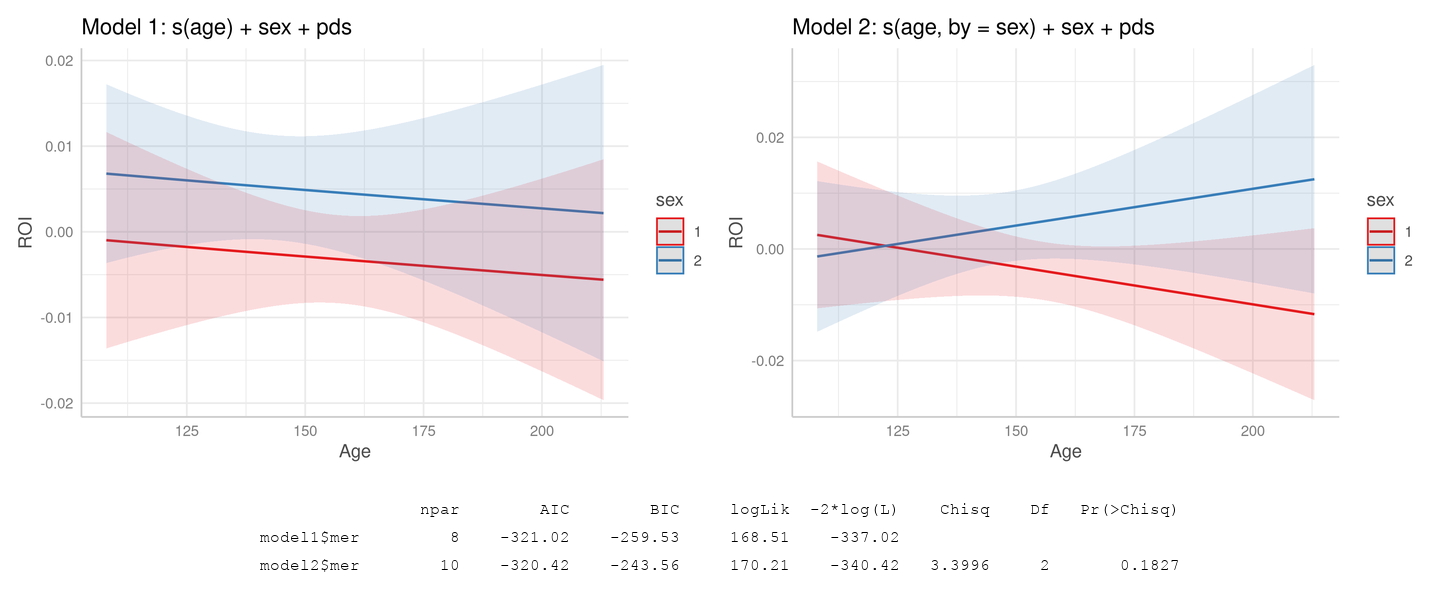 Model 1: s(age) + sex + pds
0.02
0.01
0.00
-0.01
-0.02
ROI
125 150 175 200
Age
sex
1
2
Model 2: s(age, by = sex) + sex + pds
0.02
0.00
-0.02
ROI
125 150 175 200
Age
sex
1
2
npar AIC BIC logLik -2*log(L) Chisq Df Pr(>Chisq)
model1$mer 8 -321.02 -259.53 168.51 -337.02
model2$mer 10 -320.42 -243.56 170.21 -340.42 3.3996 2 0.1827